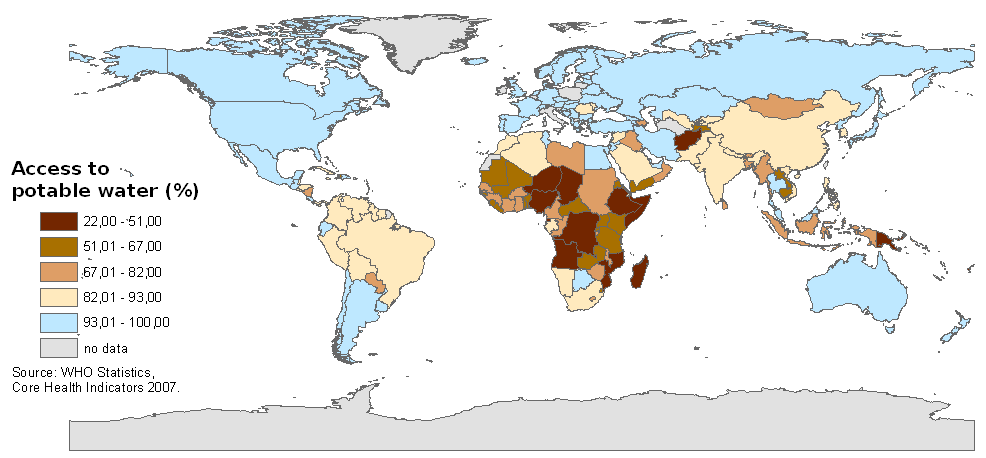 Access to
potable water (%)
22,00 - 51,00
51,01 - 67,00
67,01 - 82,00
82,01 - 93,00
93,01 - 100,00
no data
Source: WHO Statistics,
Core Health Indicators 2007.